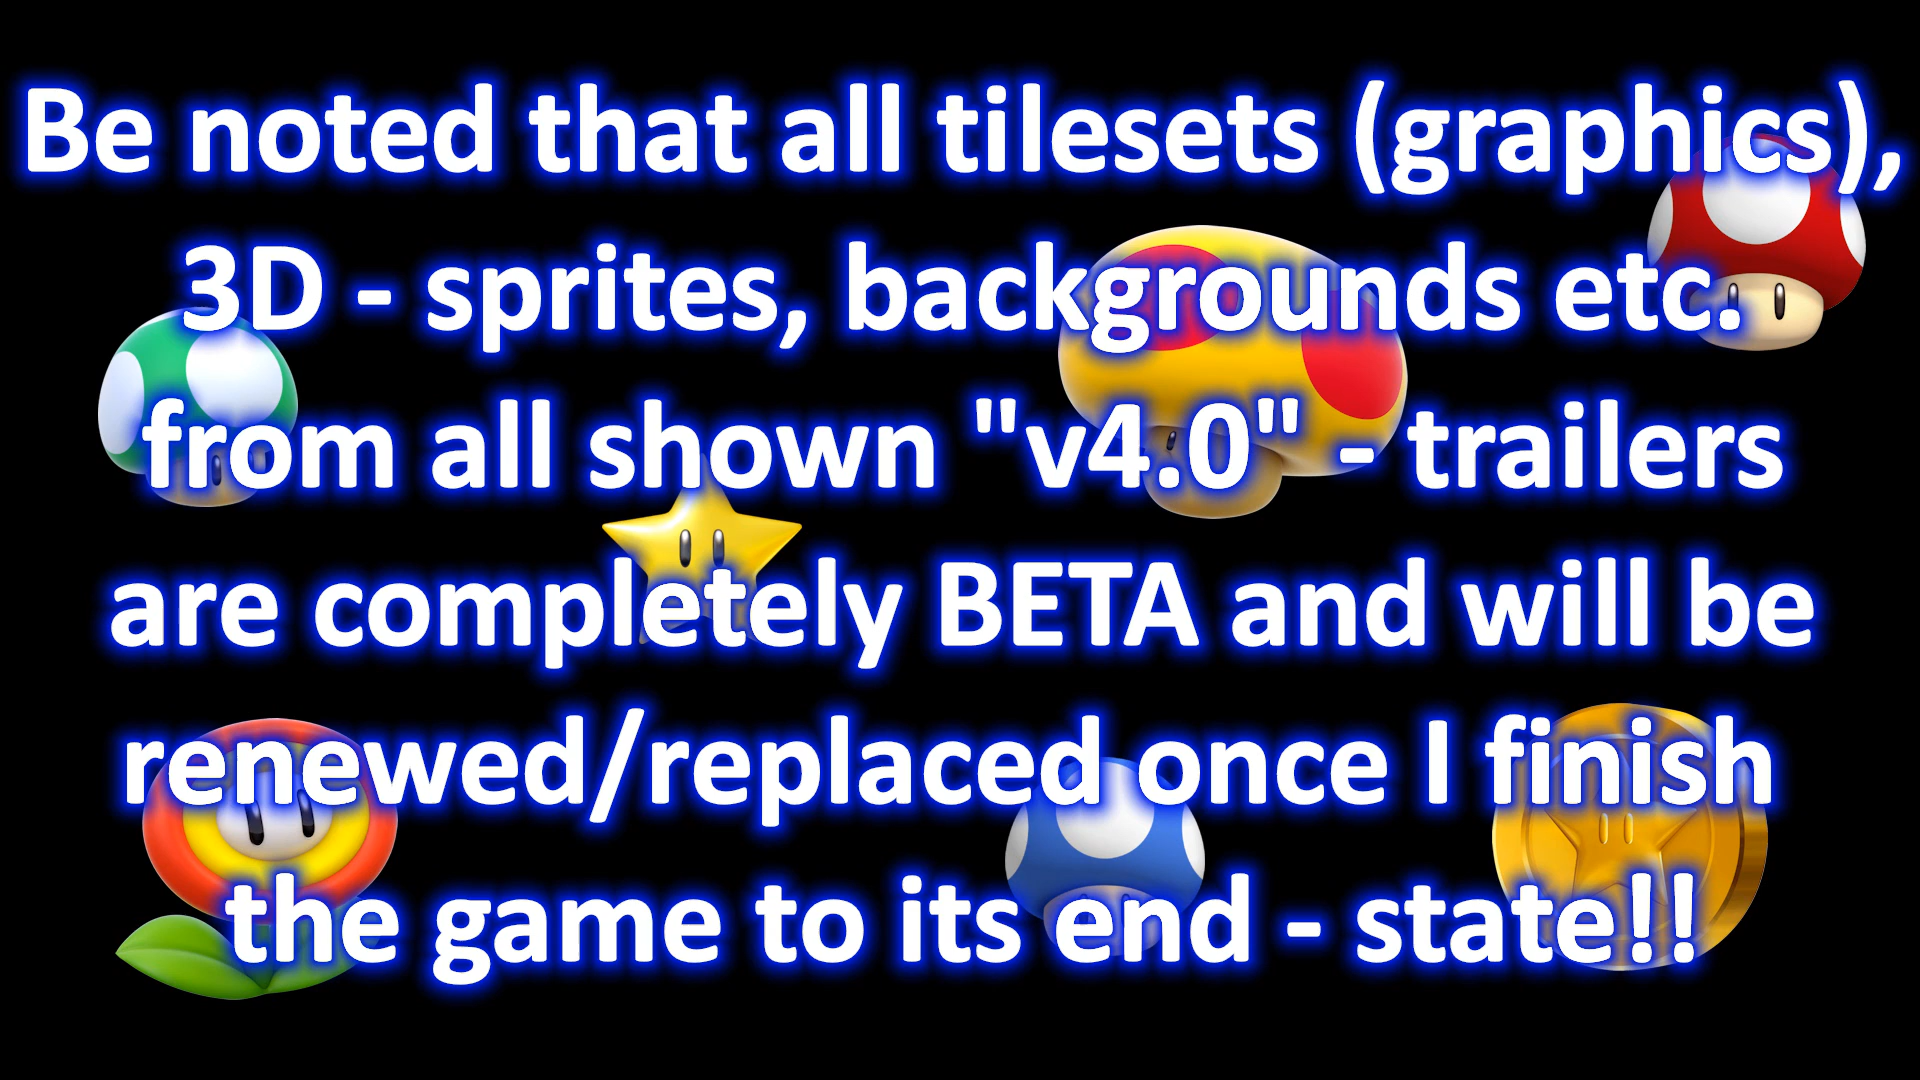 Be noted that all tilesets (graphics),
3D - sprites, backgrounds etc.
from all shown "v4.0" - trailers
are completely BETA and will be
renewed/replaced once I finish
the game to its end - state!!